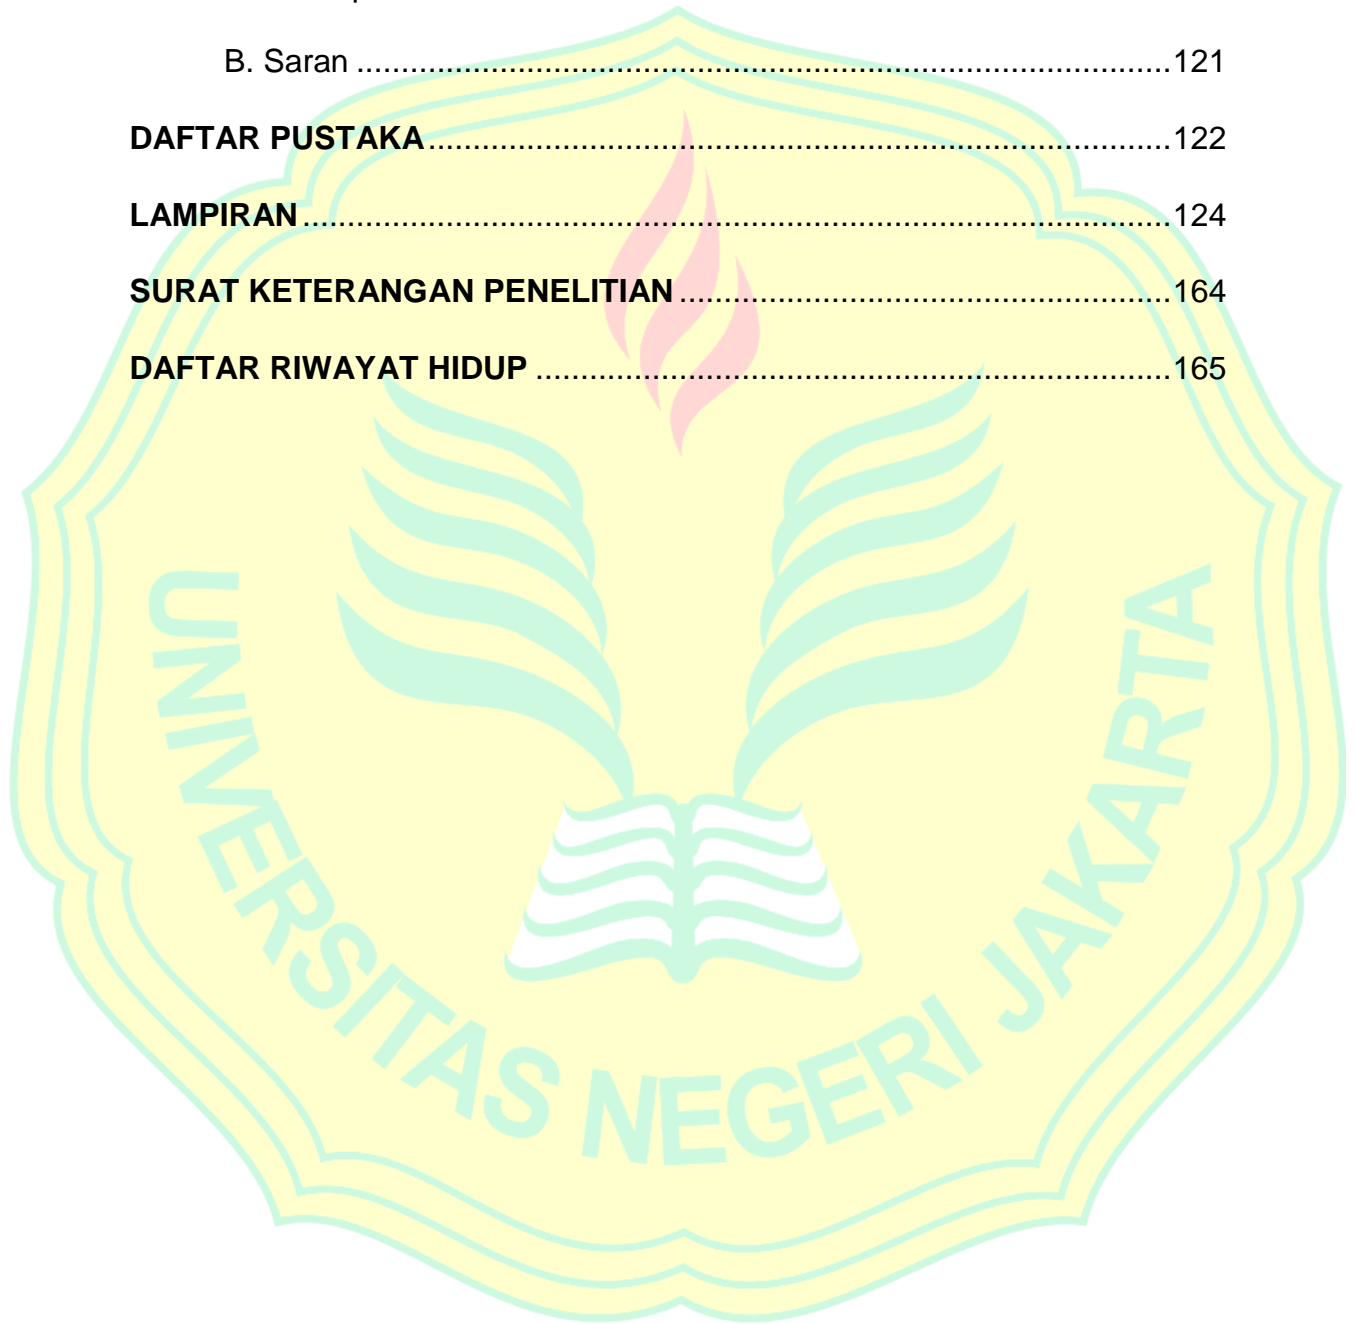 B. Saran ............................................................................................121
DAFTAR PUSTAKA....................................................................................122
LAMPIRAN..................................................................................................124
SURAT KETERANGAN PENELITIAN.......................................................164
DAFTAR RIWAYAT HIDUP .......................................................................165
UNIVERSITAS NEGERI JAKARTA